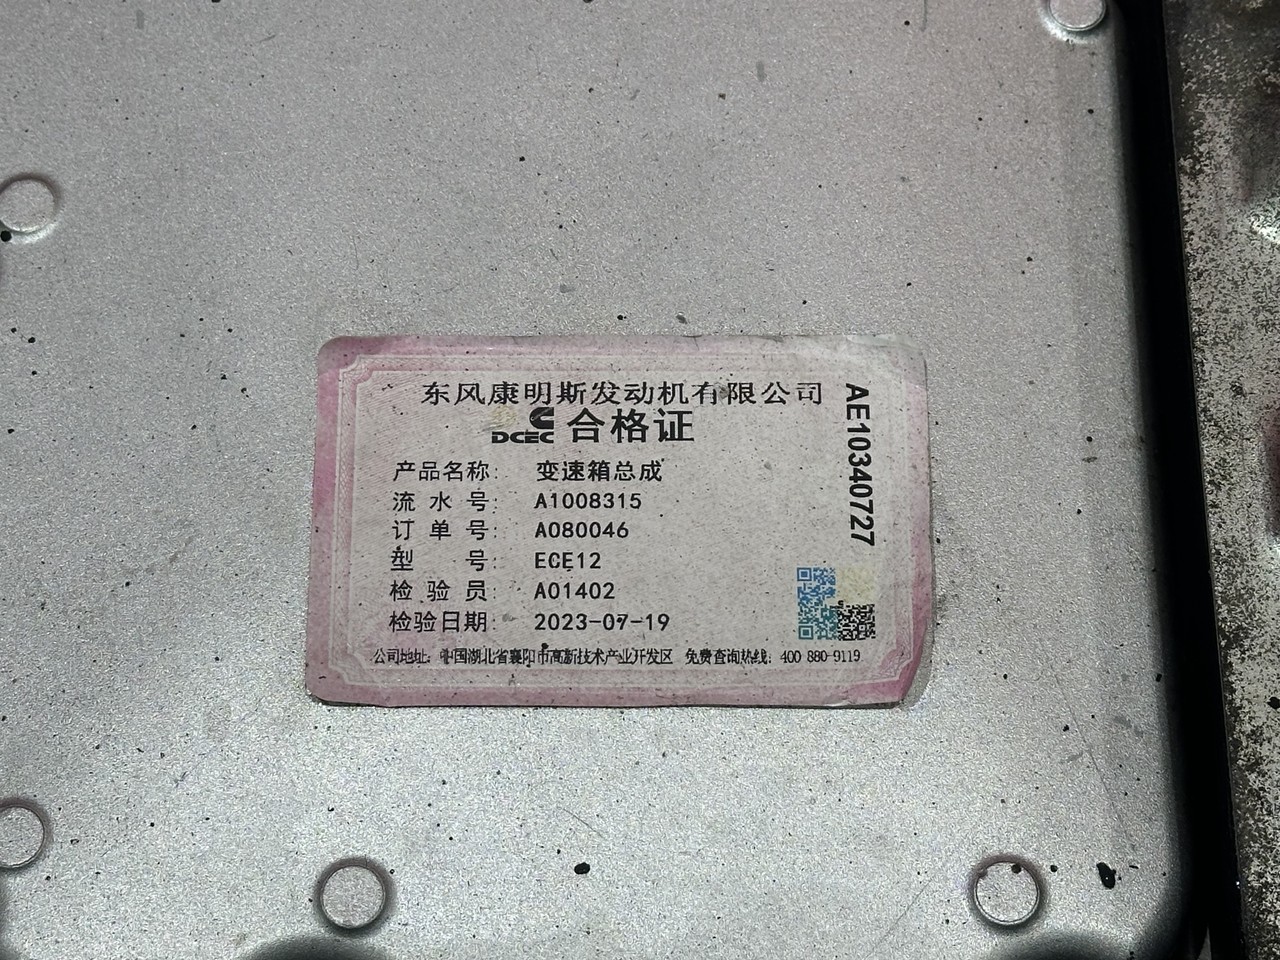 东风康明斯发动机有限公司
DCEC 合格证
产品名称: 变速箱总成
流水号: A1008315
订单号: A080046
型号: ECE12
检验员: A01402
检验日期: 2023-07-19
公司地址: 中国湖北省襄阳市高新技术产业开发区 免费查询热线: 400 880-9119
AE10340727